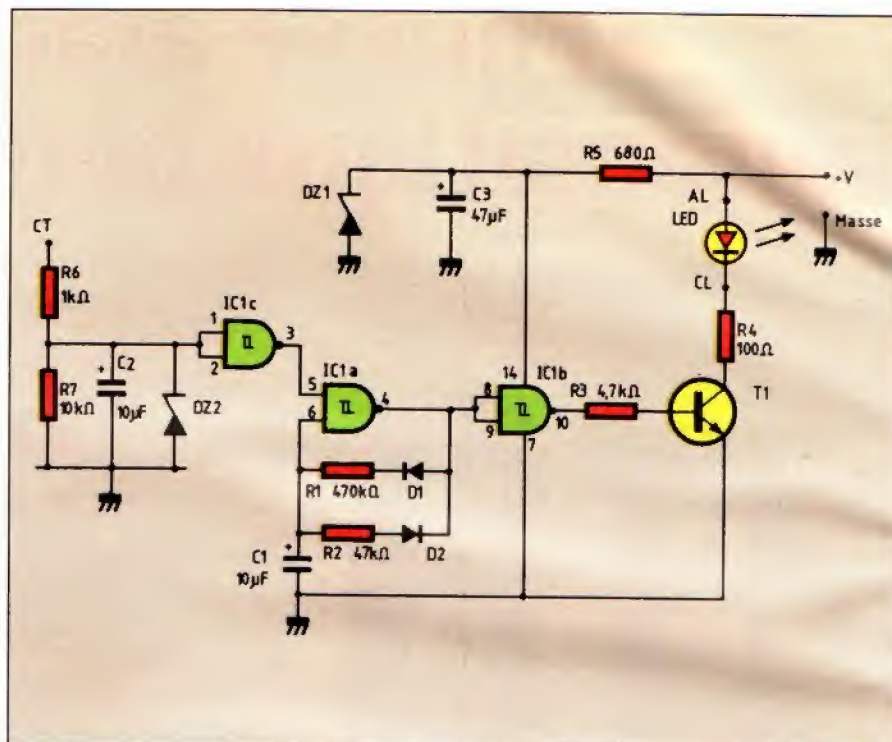 R5 680Ω
+V
DZ1
+
C3
47µF
AL
LED
Masse
CT
CL
R6
1kΩ
IC1c
R4
100Ω
1
2
3
+
C2
10µF
R7
10kΩ
DZ2
IC1a
5
6
4
14
IC1b
8
9
10
7
R3 4,7kΩ
T1
R1 470kΩ
D1
R2 47kΩ
D2
+
C1
10µF